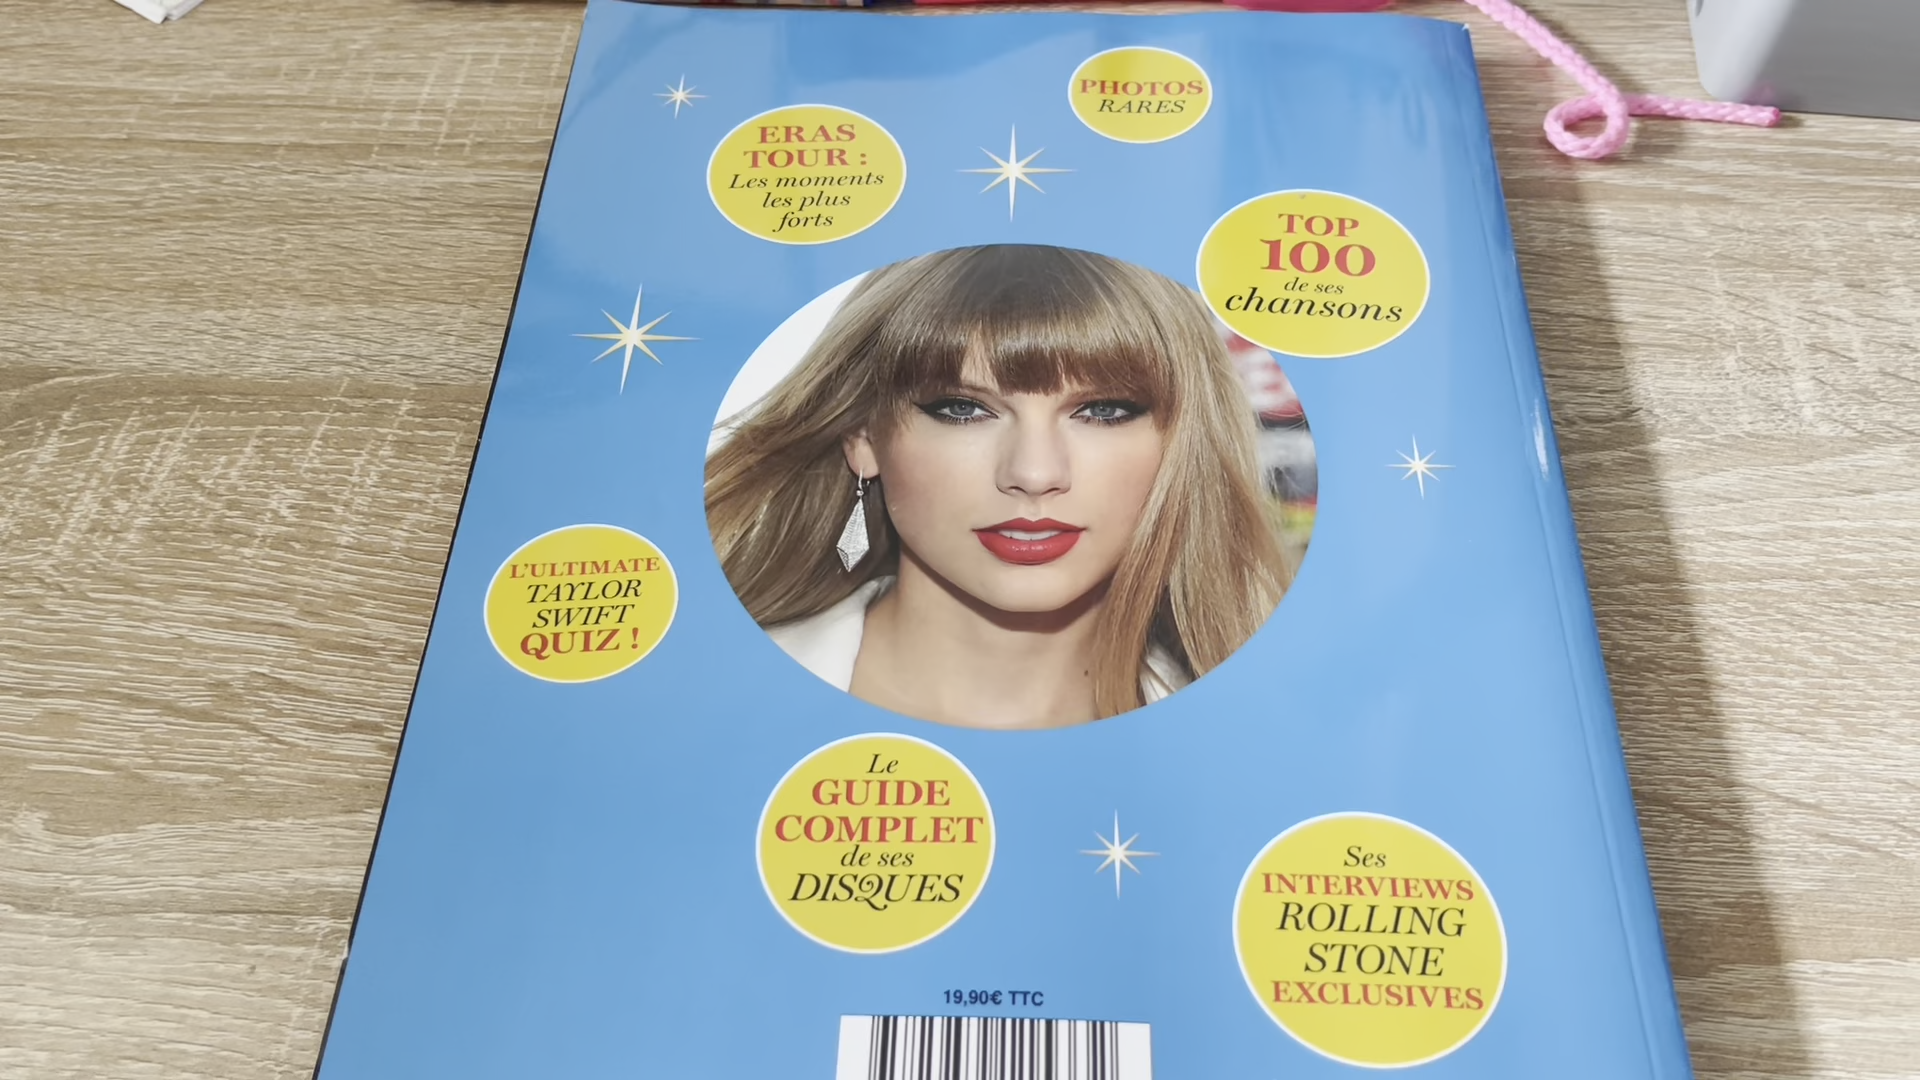 PHOTOS
RARES
ERAS
TOUR :
Les moments
les plus
forts
TOP
100
de ses
chansons
L'ULTIMATE
TAYLOR
SWIFT
QUIZ !
Le
GUIDE
COMPLET
de ses
DISQUES
Ses
INTERVIEWS
ROLLING
STONE
EXCLUSIVES
19,90€ TTC